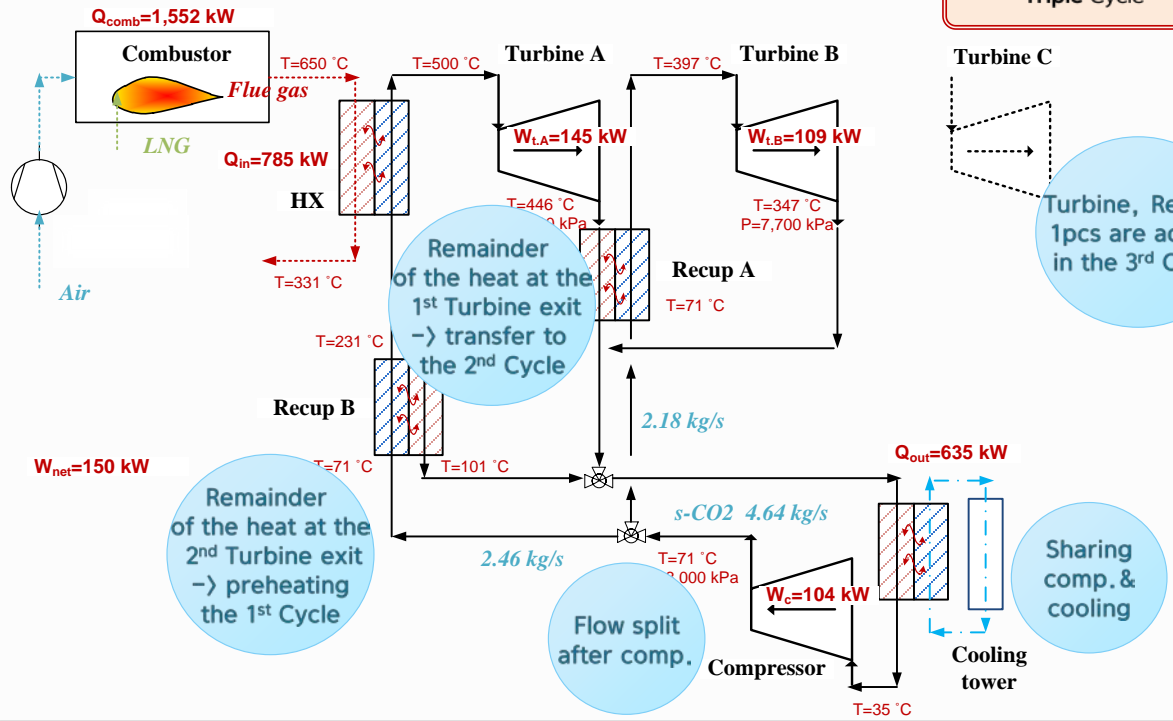 Triple Cycle
Q_comb=1,552 kW
Combustor
T=650 ˚C
Flue gas
LNG
Q_in=785 kW
HX
T=331 ˚C
Air
T=500 ˚C
Turbine A
W_t.A=145 kW
T=446 ˚C
kPa
T=397 ˚C
Turbine B
W_t.B=109 kW
T=347 ˚C
P=7,700 kPa
Turbine C
Turbine,
1pcs are
in the 3rd
Remainder
of the heat at the
1st Turbine exit
–> transfer to
the 2nd Cycle
Recup A
T=71 ˚C
T=231 ˚C
Recup B
2.18 kg/s
W_net=150 kW
T=71 ˚C
T=101 ˚C
Q_out=635 kW
Remainder
of the heat at the
2nd Turbine exit
–> preheating
the 1st Cycle
s-CO2 4.64 kg/s
2.46 kg/s
T=71 ˚C
,000 kPa
W_c=104 kW
Flow split
after comp.
Compressor
Sharing
comp.&
cooling
Cooling
tower
T=35 ˚C